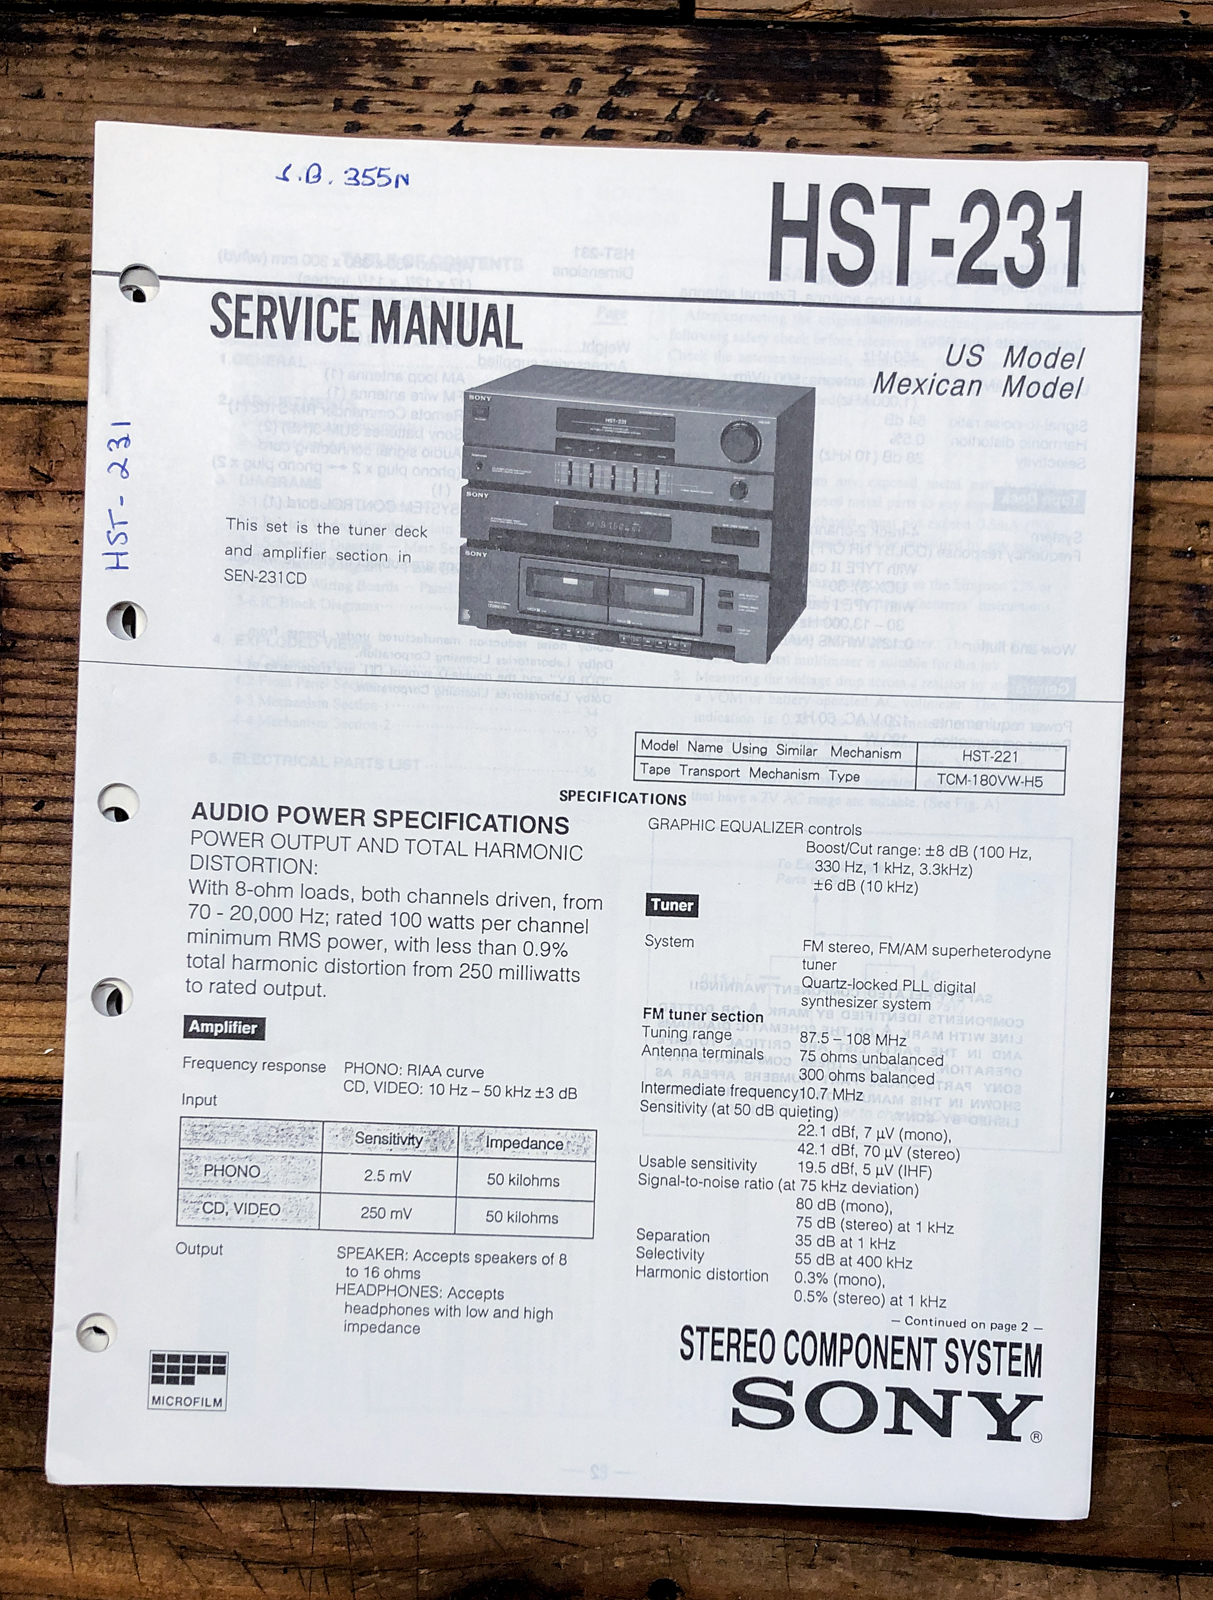 S.B. 355N
HST-231
SERVICE MANUAL
US Model
Mexican Model
HST-231
This set is the tuner deck
and amplifier section in
SEN-231CD
SONY
HST-231
SONY
SONY
Model Name Using Similar Mechanism HST-221
Tape Transport Mechanism Type TCM-180VW-H5
SPECIFICATIONS
AUDIO POWER SPECIFICATIONS
POWER OUTPUT AND TOTAL HARMONIC
DISTORTION:
With 8-ohm loads, both channels driven, from
70 - 20,000 Hz; rated 100 watts per channel
minimum RMS power, with less than 0.9%
total harmonic distortion from 250 milliwatts
to rated output.
Amplifier
Frequency response PHONO: RIAA curve
CD, VIDEO: 10 Hz – 50 kHz ±3 dB
Input
Sensitivity Impedance
PHONO 2.5 mV 50 kilohms
CD, VIDEO 250 mV 50 kilohms
Output SPEAKER: Accepts speakers of 8
to 16 ohms
HEADPHONES: Accepts
headphones with low and high
impedance
MICROFILM
GRAPHIC EQUALIZER controls
Boost/Cut range: ±8 dB (100 Hz,
330 Hz, 1 kHz, 3.3kHz)
±6 dB (10 kHz)
Tuner
System FM stereo, FM/AM superheterodyne
tuner
Quartz-locked PLL digital
synthesizer system
FM tuner section
Tuning range 87.5 – 108 MHz
Antenna terminals 75 ohms unbalanced
300 ohms balanced
Intermediate frequency 10.7 MHz
Sensitivity (at 50 dB quieting)
22.1 dBf, 7 μV (mono),
42.1 dBf, 70 μV (stereo)
Usable sensitivity 19.5 dBf, 5 μV (IHF)
Signal-to-noise ratio (at 75 kHz deviation)
80 dB (mono),
75 dB (stereo) at 1 kHz
Separation 35 dB at 1 kHz
Selectivity 55 dB at 400 kHz
Harmonic distortion 0.3% (mono),
0.5% (stereo) at 1 kHz
— Continued on page 2 —
STEREO COMPONENT SYSTEM
SONY®